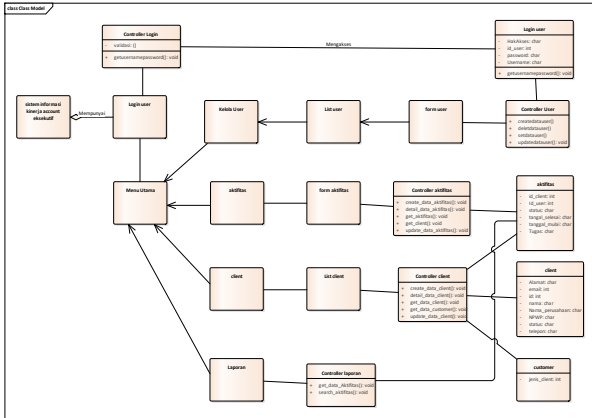 class Class Model
Controller Login
- validasi: ()
+ getusernamepassword(): void
Mengakses
Login user
- HakAkses: char
- id_user: int
- password: char
- Username: char
+ getusernamepassword(): void
sistem informasi
kinerja account
eksekutif
Mempunyai
Login user
Kelola User
List user
form user
Controller User
+ createdatauser()
+ deletdatauser()
+ setdatauser()
+ updatedatauser(): void
Menu Utama
aktifitas
form aktifitas
Controller aktifitas
+ create_data_aktifitas(): void
+ detail_data_aktifitas(): void
+ get_aktifitas(): void
+ get_client(): void
+ update_data_aktifitas(): void
aktifitas
- id_client: int
- id_user: int
- status: char
- tangal_selesai: char
- tanggal_mulai: char
- Tugas: char
client
List client
Controller client
+ create_data_client(): void
+ detail_data_client(): void
+ get_data_client(): void
+ get_data_customer(): void
+ update_data_client(): void
client
- Alamat: char
- email: int
- id: int
- nama: char
- Nama_perusahaan: char
- NPWP: char
- status: char
- telepon: char
Laporan
Controller laporan
+ get_data_Aktifitas(): void
+ search_aktifitas(): void
customer
- jenis_client: int